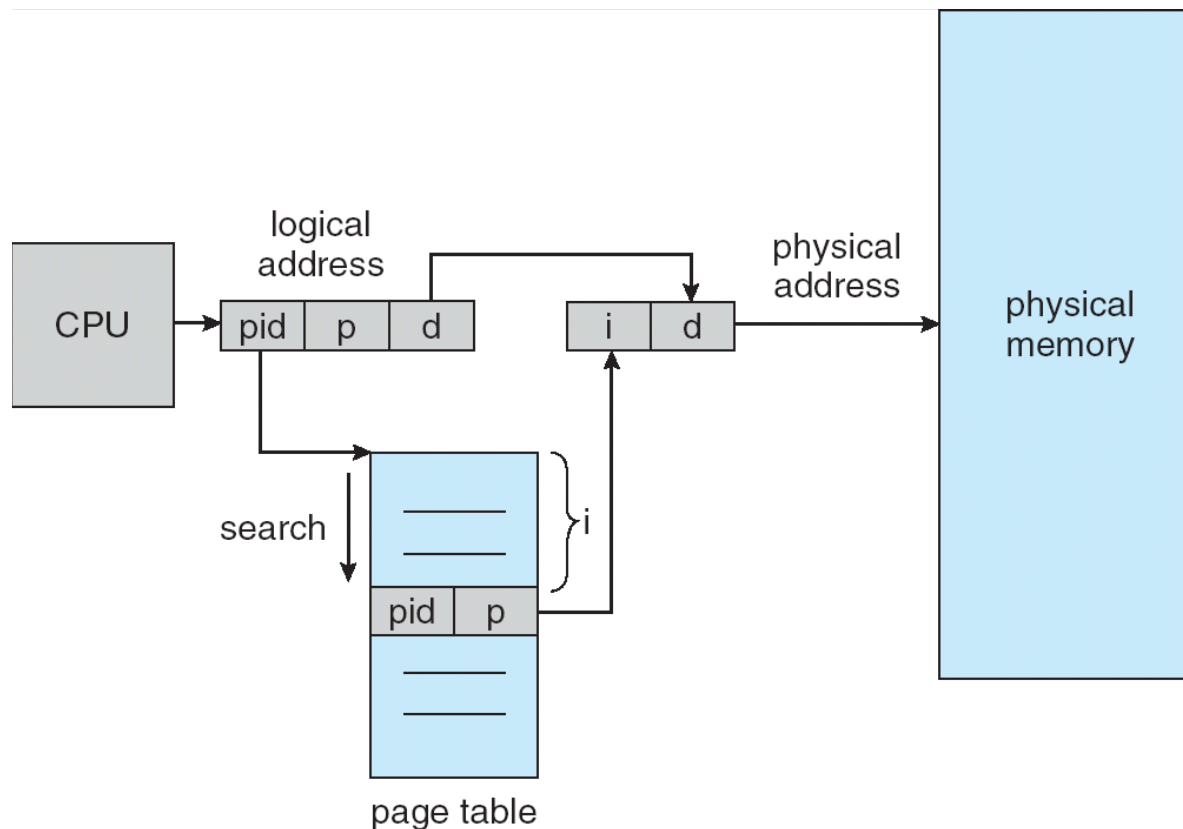 logical
address
physical
address
CPU
pid p d
i d
physical
memory
search
i
pid p
page table